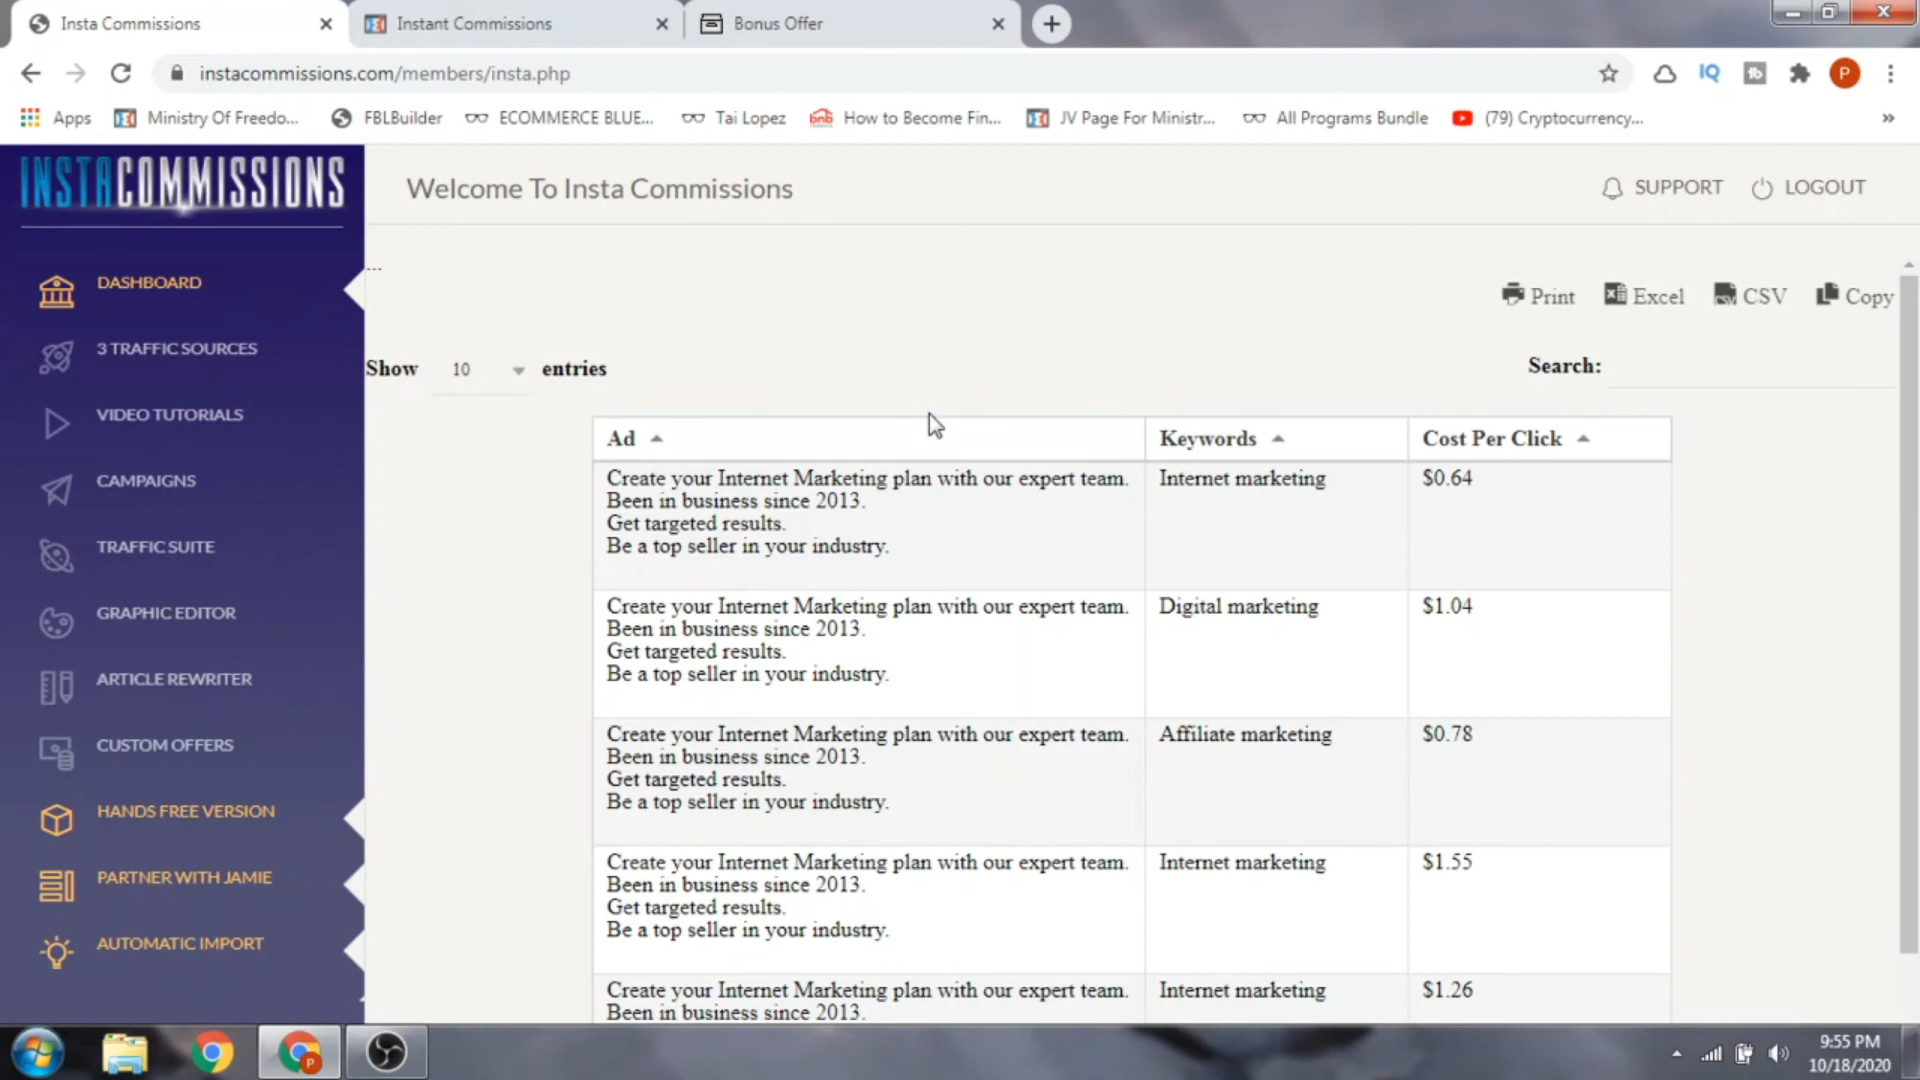 Insta Commissions
Instant Commissions
Bonus Offer
instacommissions.com/members/insta.php
IQ
P
Apps
Ministry Of Freedo...
FBLBuilder
ECOMMERCE BLUE...
Tai Lopez
bnb
How to Become Fin...
JV Page For Ministr...
All Programs Bundle
(79) Cryptocurrency...
»
INSTACOMMISSIONS
Welcome To Insta Commissions
SUPPORT
LOGOUT
DASHBOARD
3 TRAFFIC SOURCES
VIDEO TUTORIALS
CAMPAIGNS
TRAFFIC SUITE
GRAPHIC EDITOR
ARTICLE REWRITER
CUSTOM OFFERS
HANDS FREE VERSION
PARTNER WITH JAMIE
AUTOMATIC IMPORT
...
Print
Excel
CSV
Copy
Show 10 entries
Search:
Ad
Keywords
Cost Per Click
Create your Internet Marketing plan with our expert team.
Been in business since 2013.
Get targeted results.
Be a top seller in your industry.
Internet marketing
$0.64
Create your Internet Marketing plan with our expert team.
Been in business since 2013.
Get targeted results.
Be a top seller in your industry.
Digital marketing
$1.04
Create your Internet Marketing plan with our expert team.
Been in business since 2013.
Get targeted results.
Be a top seller in your industry.
Affiliate marketing
$0.78
Create your Internet Marketing plan with our expert team.
Been in business since 2013.
Get targeted results.
Be a top seller in your industry.
Internet marketing
$1.55
Create your Internet Marketing plan with our expert team.
Been in business since 2013.
Internet marketing
$1.26
P
9:55 PM
10/18/2020